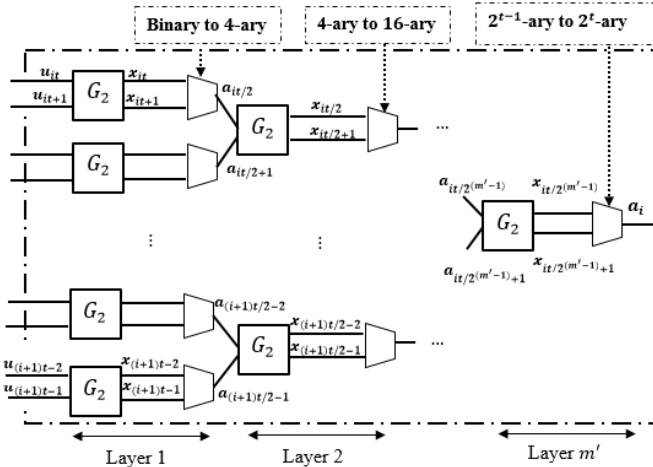 Binary to 4-ary
4-ary to 16-ary
2^{t−1}-ary to 2^t-ary
u_{it} G_2 x_{it}
u_{it+1} x_{it+1}
a_{it/2}
G_2 x_{it/2}
x_{it/2+1} ...
G_2
a_{it/2+1}
a_{it/2^{(m′−1)}} x_{it/2^{(m′−1)}} a_i
G_2
a_{it/2^{(m′−1)}+1} x_{it/2^{(m′−1)}+1}
⋮ ⋮
G_2 a_{(i+1)t/2−2}
G_2 x_{(i+1)t/2−2}
x_{(i+1)t/2−1} ...
u_{(i+1)t−2} G_2 x_{(i+1)t−2}
u_{(i+1)t−1} x_{(i+1)t−1}
a_{(i+1)t/2−1}
Layer 1 Layer 2 Layer m′